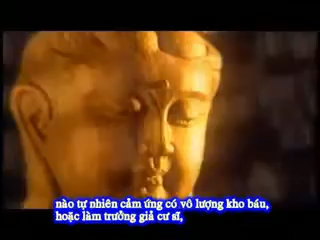 nào tự nhiên cảm ứng có vô lượng kho báu,
hoặc làm trưởng giả cư sĩ,